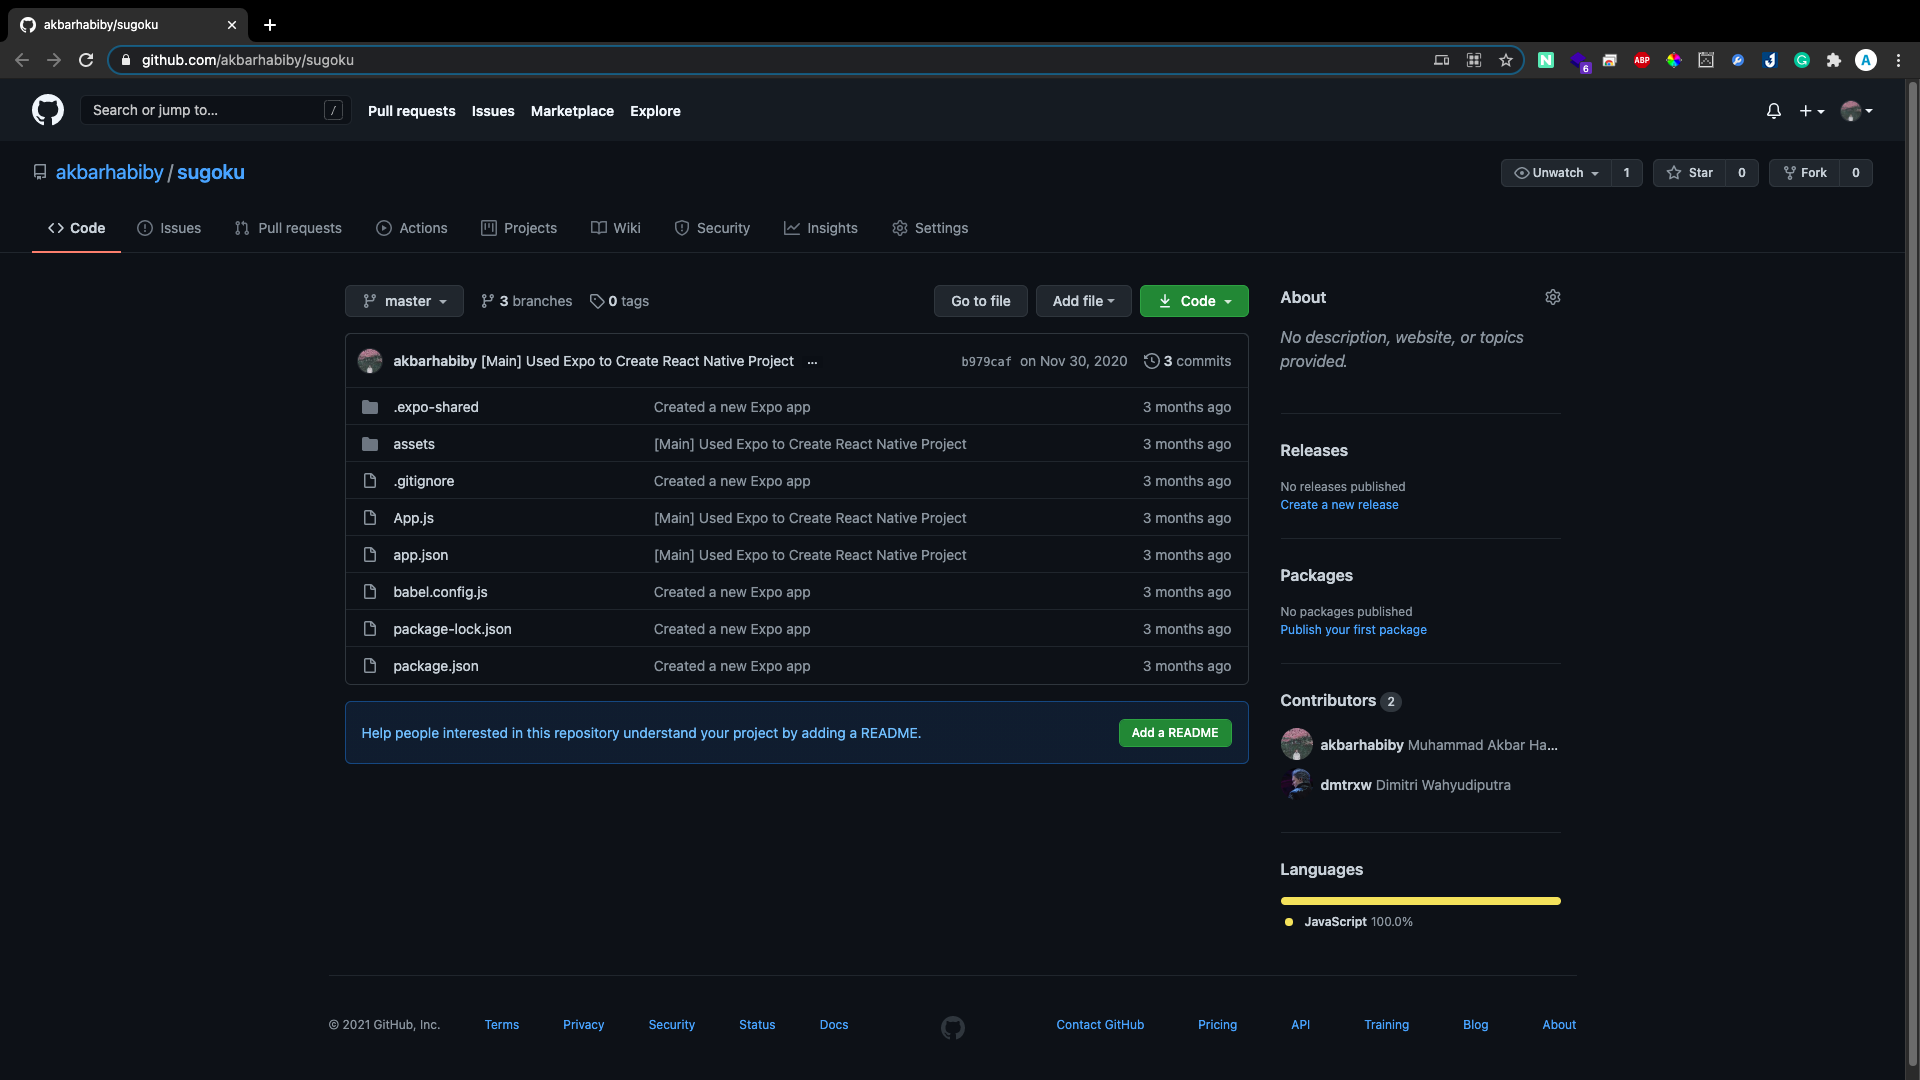 akbarhabiby/sugoku
github.com/akbarhabiby/sugoku
6
ABP
A
Search or jump to...
/
Pull requests
Issues
Marketplace
Explore
akbarhabiby / sugoku
Unwatch
1
Star
0
Fork
0
Code
Issues
Pull requests
Actions
Projects
Wiki
Security
Insights
Settings
master
3 branches
0 tags
Go to file
Add file
Code
akbarhabiby [Main] Used Expo to Create React Native Project ...
b979caf on Nov 30, 2020
3 commits
.expo-shared
Created a new Expo app
3 months ago
assets
[Main] Used Expo to Create React Native Project
3 months ago
.gitignore
Created a new Expo app
3 months ago
App.js
[Main] Used Expo to Create React Native Project
3 months ago
app.json
[Main] Used Expo to Create React Native Project
3 months ago
babel.config.js
Created a new Expo app
3 months ago
package-lock.json
Created a new Expo app
3 months ago
package.json
Created a new Expo app
3 months ago
Help people interested in this repository understand your project by adding a README.
Add a README
About
No description, website, or topics
provided.
Releases
No releases published
Create a new release
Packages
No packages published
Publish your first package
Contributors 2
akbarhabiby Muhammad Akbar Ha...
dmtrxw Dimitri Wahyudiputra
Languages
JavaScript 100.0%
© 2021 GitHub, Inc.
Terms
Privacy
Security
Status
Docs
Contact GitHub
Pricing
API
Training
Blog
About